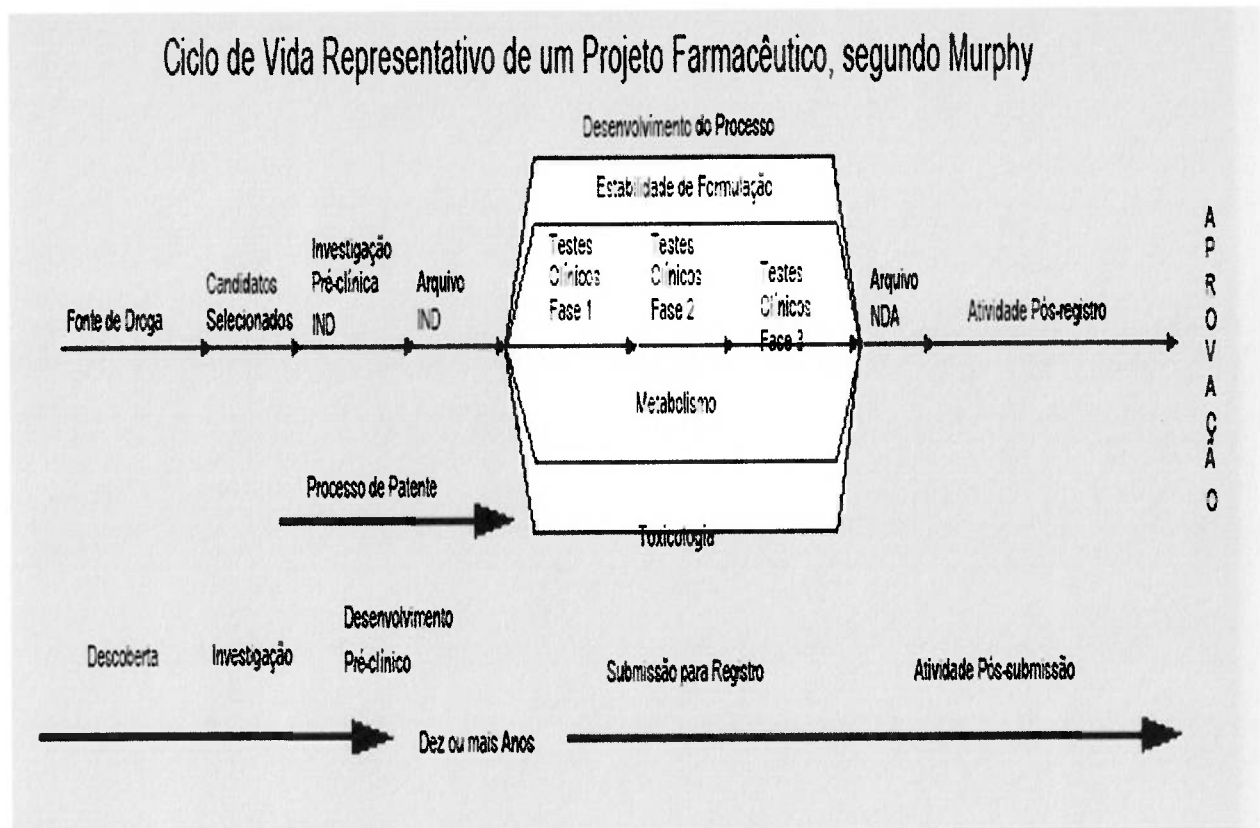 Ciclo de Vida Representativo de um Projeto Farmacêutico, segundo Murphy
Desenvolvimento do Processo
Estabilidade de Formulação
Fonte de Droga
Candidatos
Selecionados
Investigação
Pré-clínica
IND
Arquivo
IND
Testes
Clínicos
Fase 1
Testes
Clínicos
Fase 2
Testes
Clínicos
Fase 3
Arquivo
NDA
Atividade Pós-registro
APROVAÇÃO
Metabolismo
Processo de Patente
Toxicologia
Descoberta
Investigação
Desenvolvimento
Pré-clínico
Submissão para Registro
Atividade Pós-submissão
Dez ou mais Anos